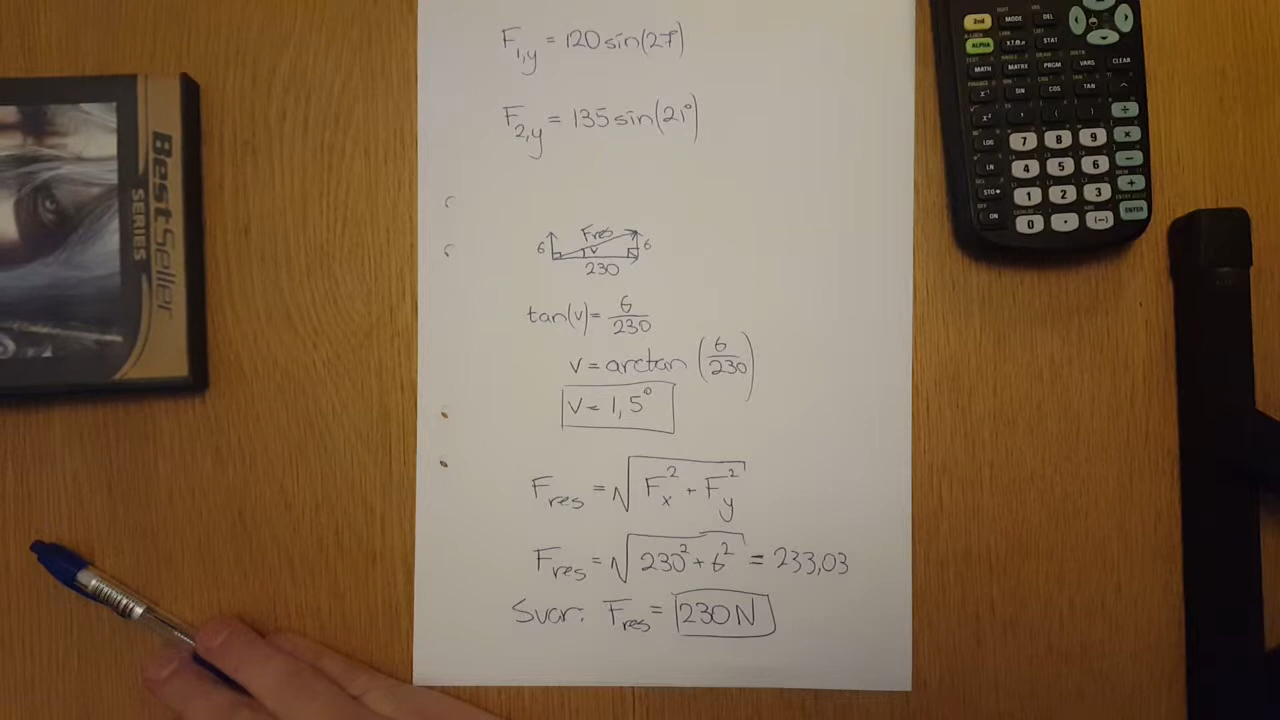 F1,y = 120 sin(27°)
F2,y = 135 sin(21°)
6 Fres v 6
230
tan(v) = 6/230
v = arctan (6/230)
v = 1,5°
Fres = √(Fx² + Fy²)
Fres = √(230² + 6²) = 233,03
Svar: Fres = 230 N
BestSeller
SERIES
2nd MODE DEL
ALPHA X,T,θ,n STAT
MATH MATRX PRGM VARS CLEAR
x⁻¹ SIN COS TAN ^
x² , ( ) ÷
LOG 7 8 9 ×
LN 4 5 6 −
STO▸ 1 2 3 +
ON 0 . (−) ENTER